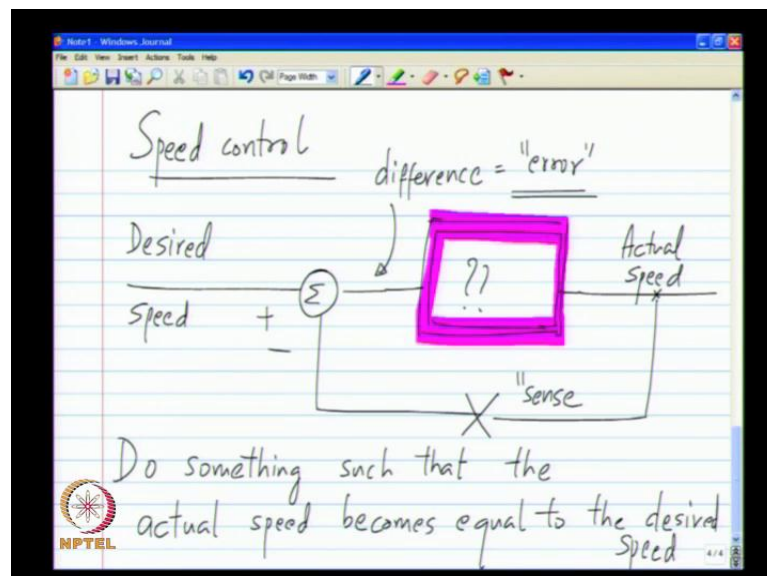 Note1 - Windows Journal
File Edit View Insert Actions Tools Help
Page Width
Speed control
difference = "error"
Desired
speed
+
−
Σ
??
Actual
speed
"sense
Do something such that the
actual speed becomes equal to the desired
speed
NPTEL
4/4